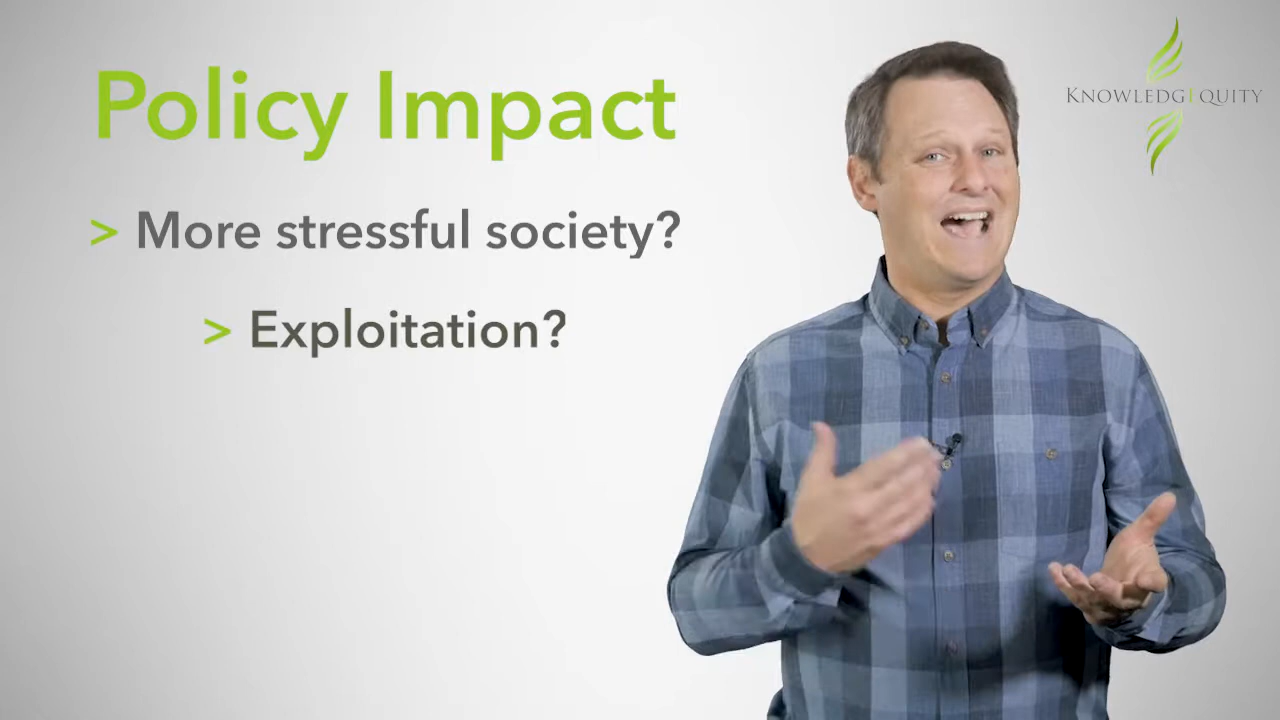 Policy Impact
> More stressful society?
> Exploitation?
KNOWLEDGEQUITY